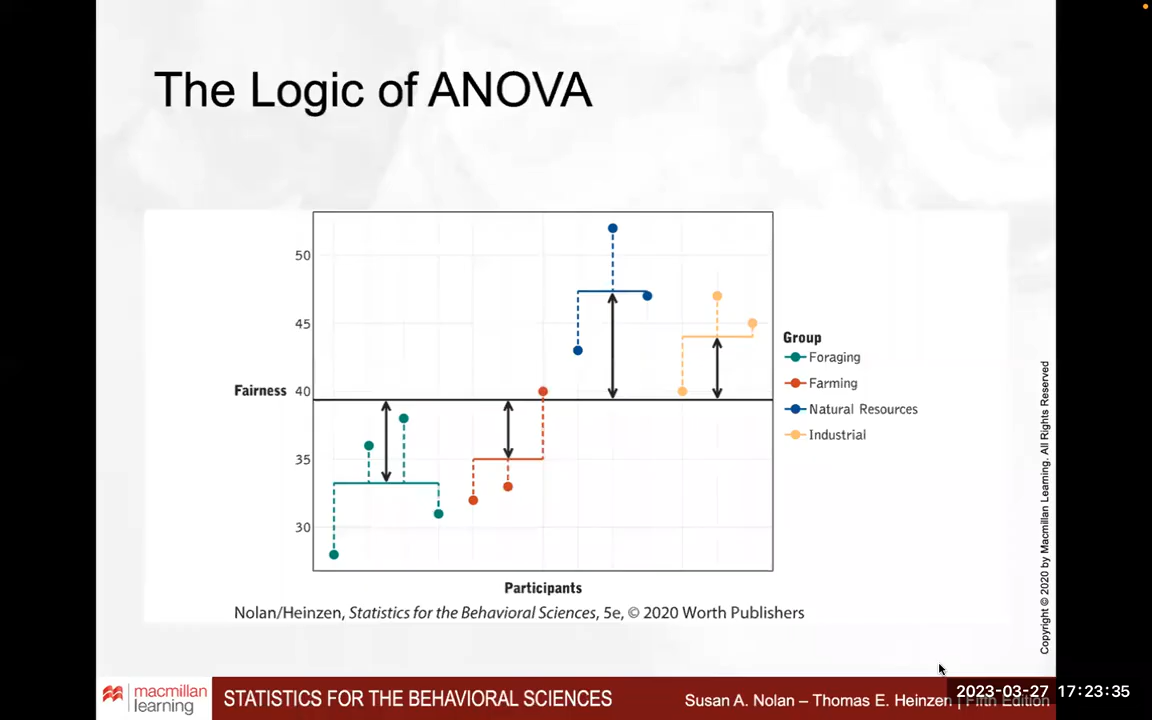 The Logic of ANOVA
50
45
Fairness 40
35
30
Group
Foraging
Farming
Natural Resources
Industrial
Participants
Nolan/Heinzen, Statistics for the Behavioral Sciences, 5e, © 2020 Worth Publishers
Copyright © 2020 by Macmillan Learning. All Rights Reserved
macmillan
learning
STATISTICS FOR THE BEHAVIORAL SCIENCES
Susan A. Nolan – Thomas E. Heinzen | Fifth Edition
2023-03-27 17:23:35